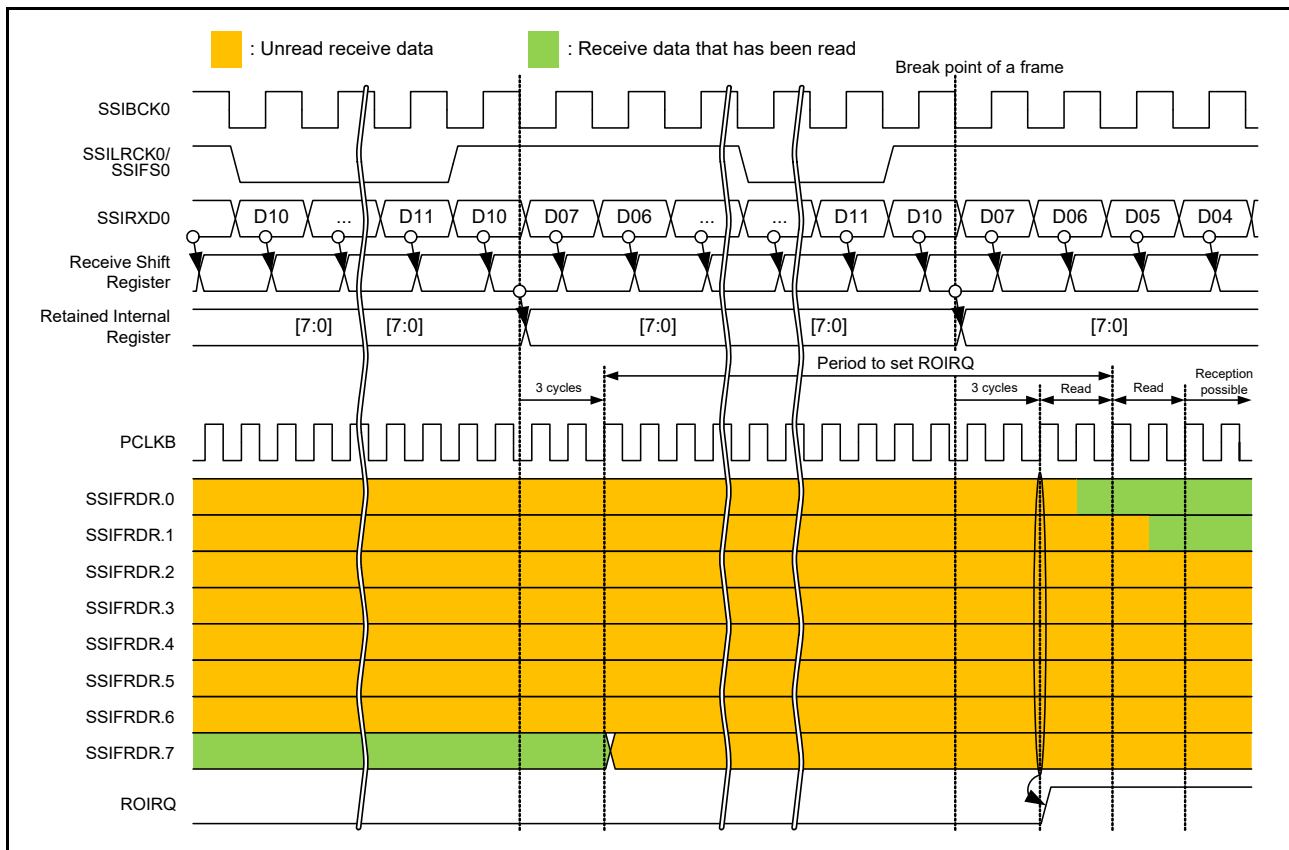 : Unread receive data
: Receive data that has been read
Break point of a frame
SSIBCK0
SSILRCK0/
SSIFS0
SSIRXD0
D10
...
D11
D10
D07
D06
...
...
D11
D10
D07
D06
D05
D04
Receive Shift
Register
Retained Internal
Register
[7:0]
[7:0]
[7:0]
[7:0]
[7:0]
Period to set ROIRQ
3 cycles
3 cycles
Read
Read
Reception
possible
PCLKB
SSIFRDR.0
SSIFRDR.1
SSIFRDR.2
SSIFRDR.3
SSIFRDR.4
SSIFRDR.5
SSIFRDR.6
SSIFRDR.7
ROIRQ